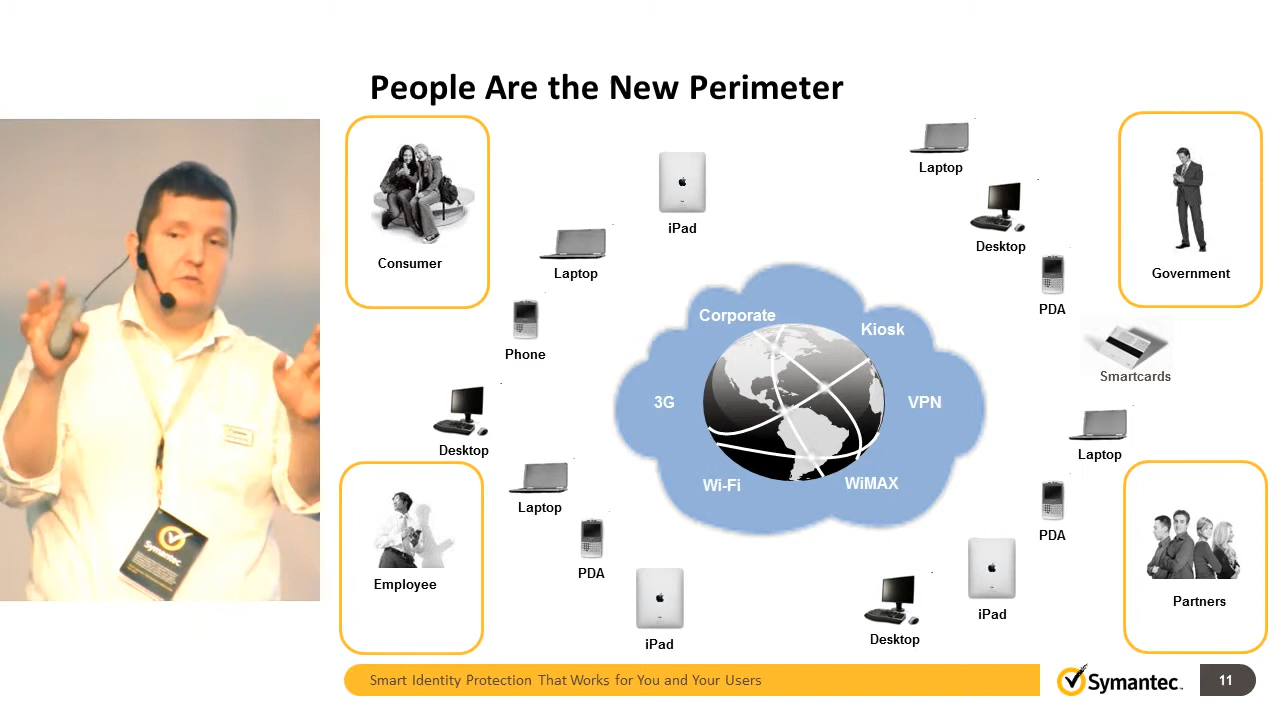 People Are the New Perimeter
Consumer
iPad
Laptop
Phone
Desktop
Laptop
Desktop
PDA
Government
Smartcards
Laptop
PDA
Corporate
Kiosk
3G
VPN
Wi-Fi
WiMAX
Employee
Laptop
PDA
iPad
Desktop
iPad
Partners
Symantec
Smart Identity Protection That Works for You and Your Users
Symantec.
11